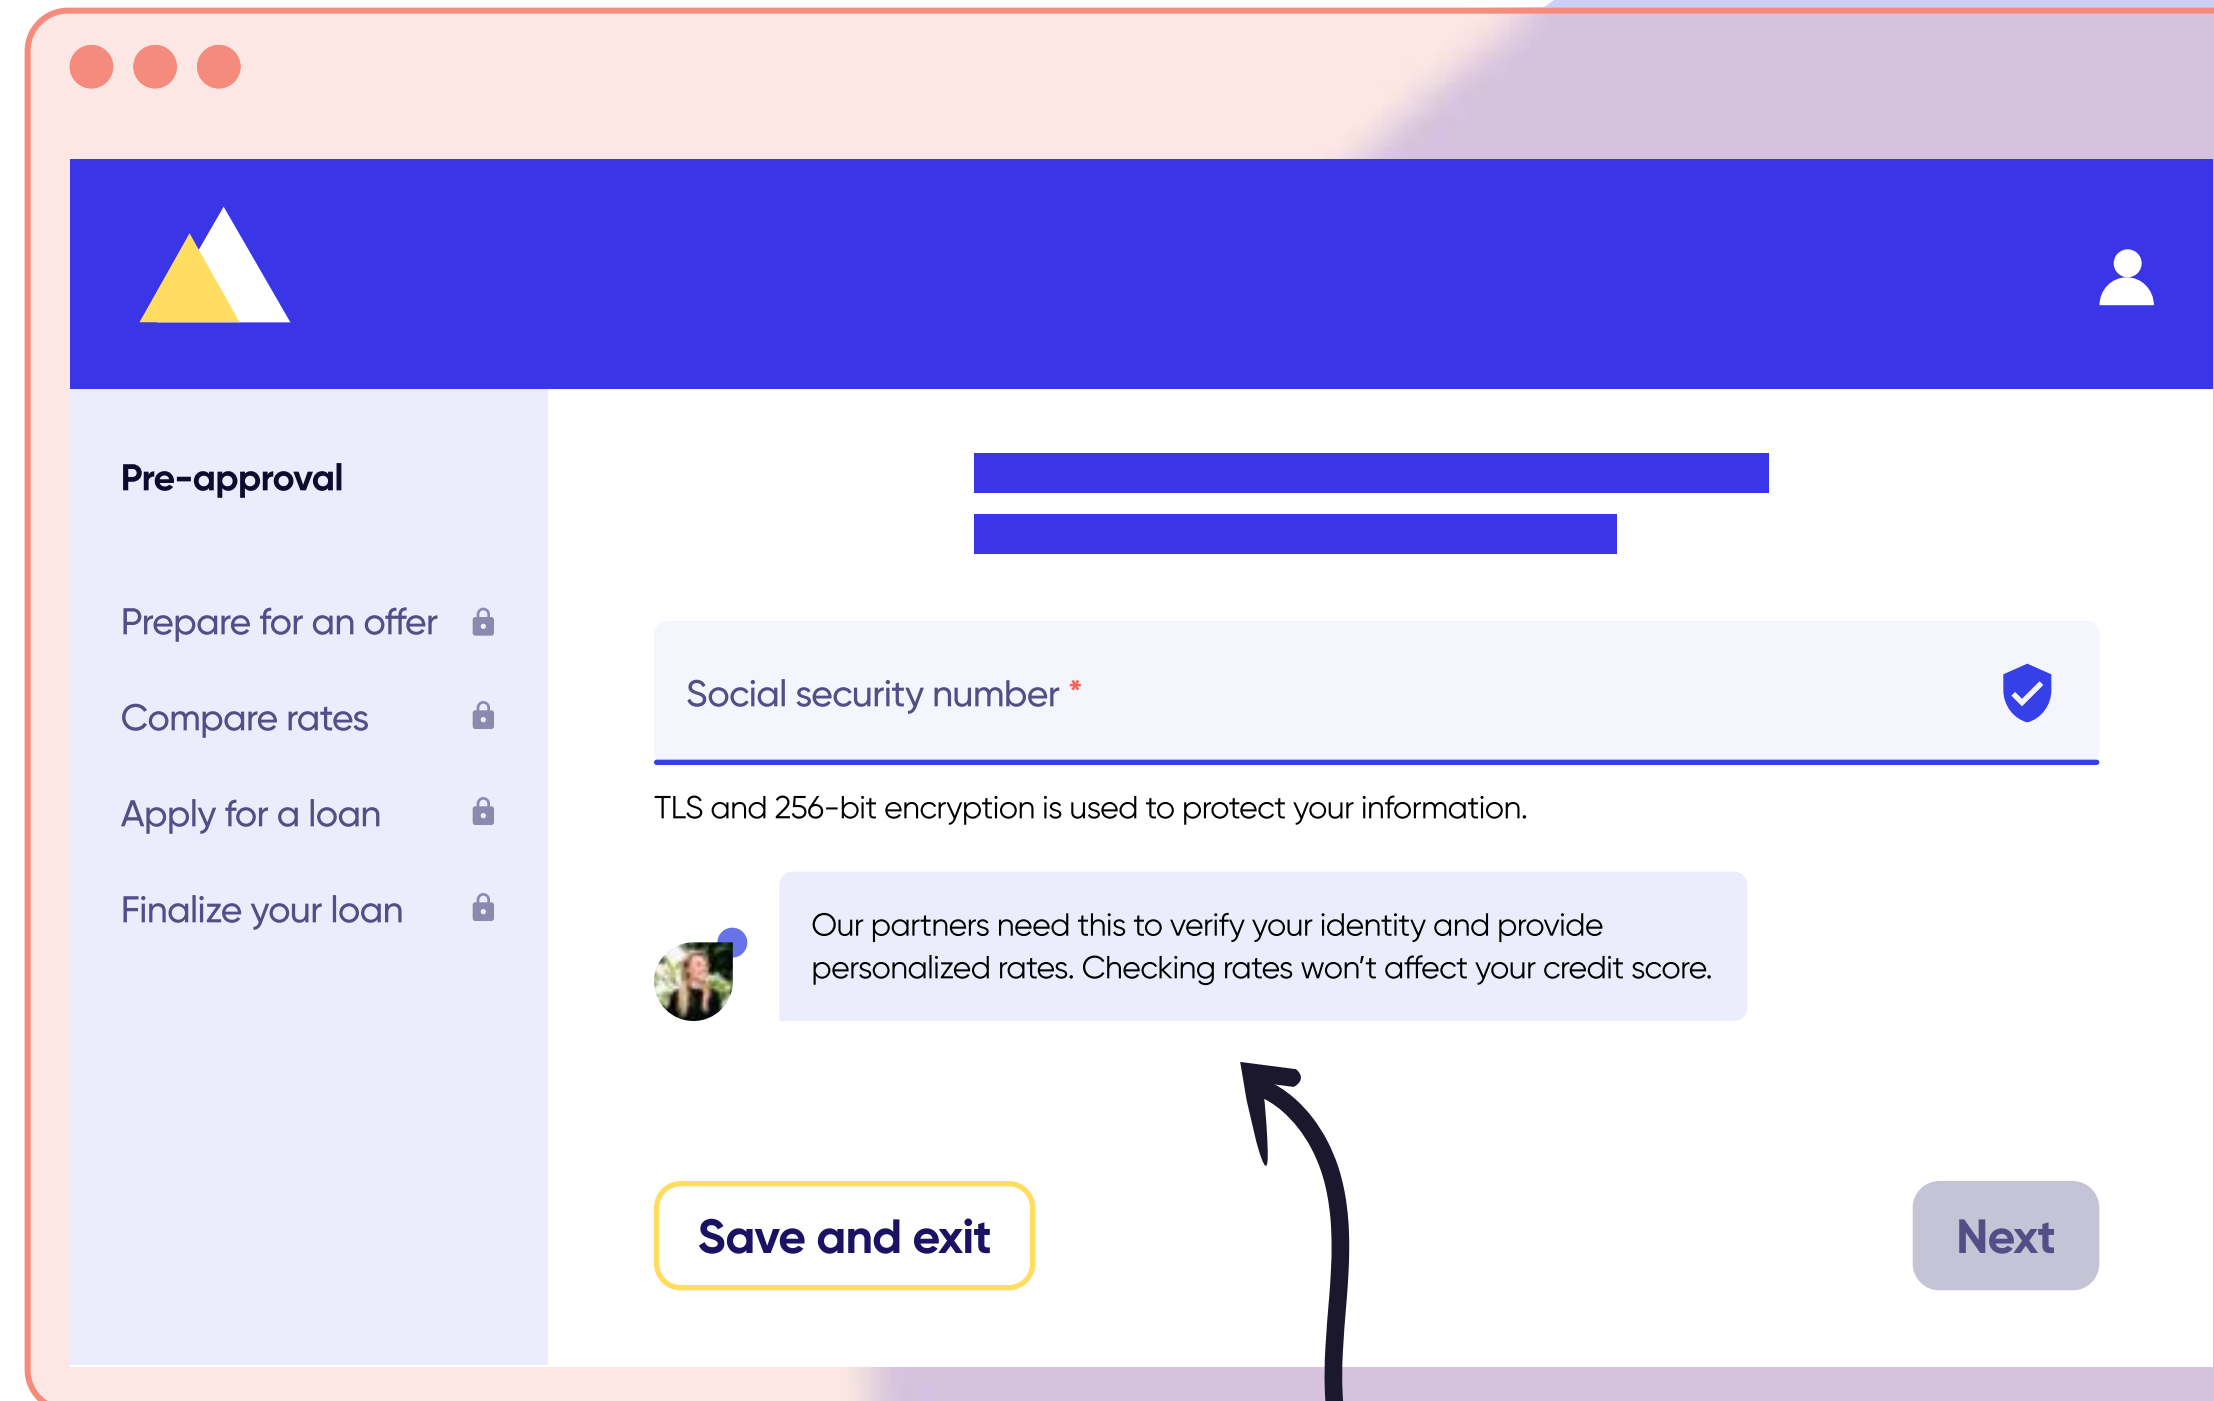 Pre-approval
Prepare for an offer
Compare rates
Apply for a loan
Finalize your loan
Social security number *
TLS and 256-bit encryption is used to protect your information.
Our partners need this to verify your identity and provide
personalized rates. Checking rates won’t affect your credit score.
Save and exit
Next